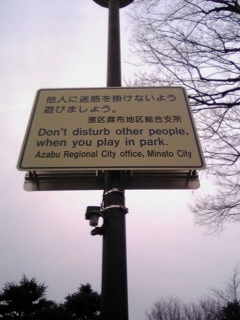 他人に迷惑を掛けないよう
遊びましょう。
港区麻布地区総合支所
Don't disturb other people,
when you play in park.
Azabu Regional City office, Minato City